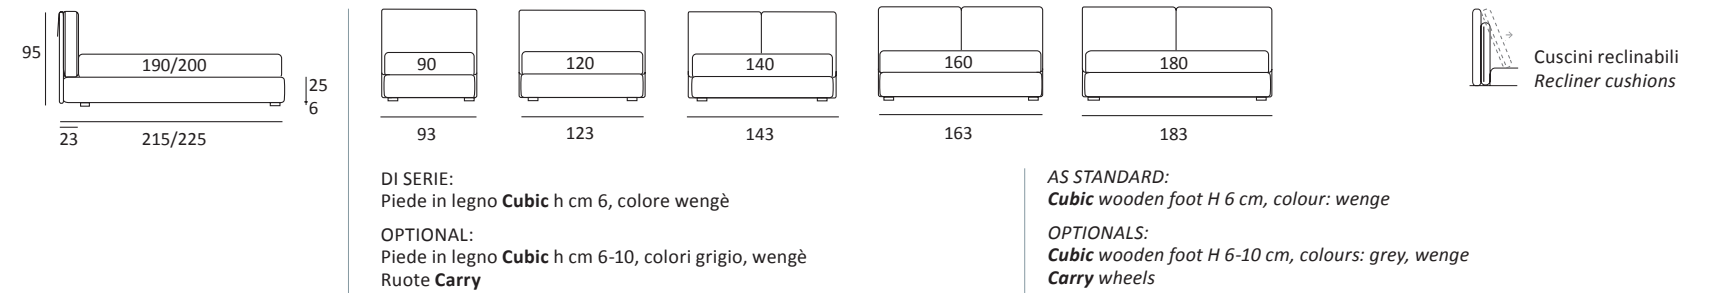 95
190/200
25
6
23
215/225
90
93
120
123
140
143
160
163
180
183
Cuscini reclinabili
Recliner cushions
DI SERIE:
Piede in legno Cubic h cm 6, colore wengè
OPTIONAL:
Piede in legno Cubic h cm 6-10, colori grigio, wengè
Ruote Carry
AS STANDARD:
Cubic wooden foot H 6 cm, colour: wenge
OPTIONALS:
Cubic wooden foot H 6-10 cm, colours: grey, wenge
Carry wheels